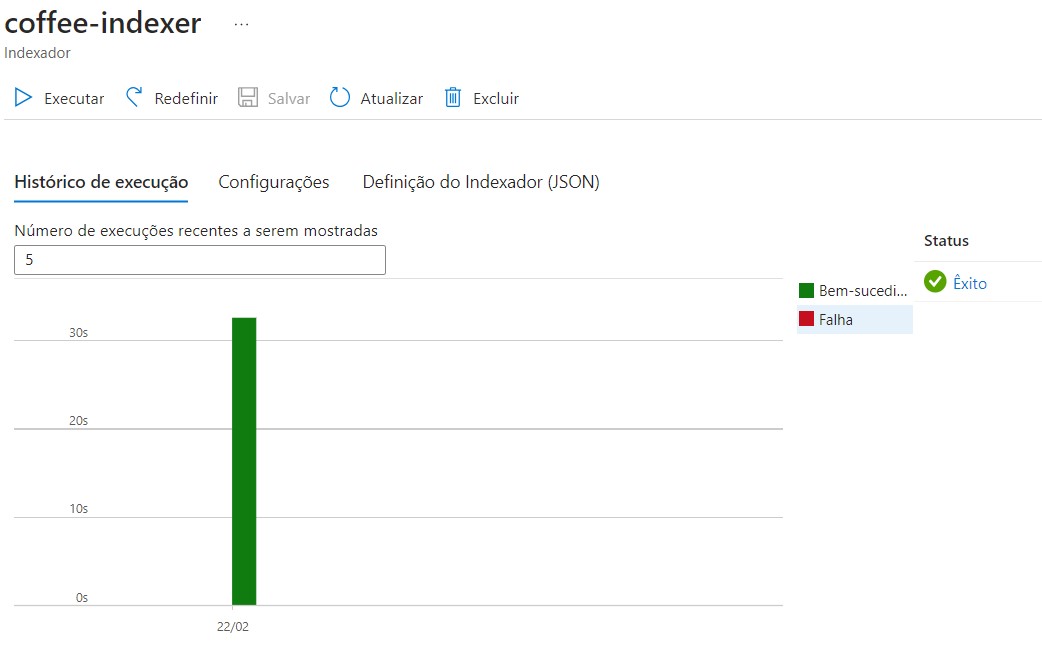 coffee-indexer ...
Indexador
Executar Redefinir Salvar Atualizar Excluir
Histórico de execução Configurações Definição do Indexador (JSON)
Número de execuções recentes a serem mostradas
5
30s
20s
10s
0s
22/02
Bem-sucedi...
Falha
Status
Êxito